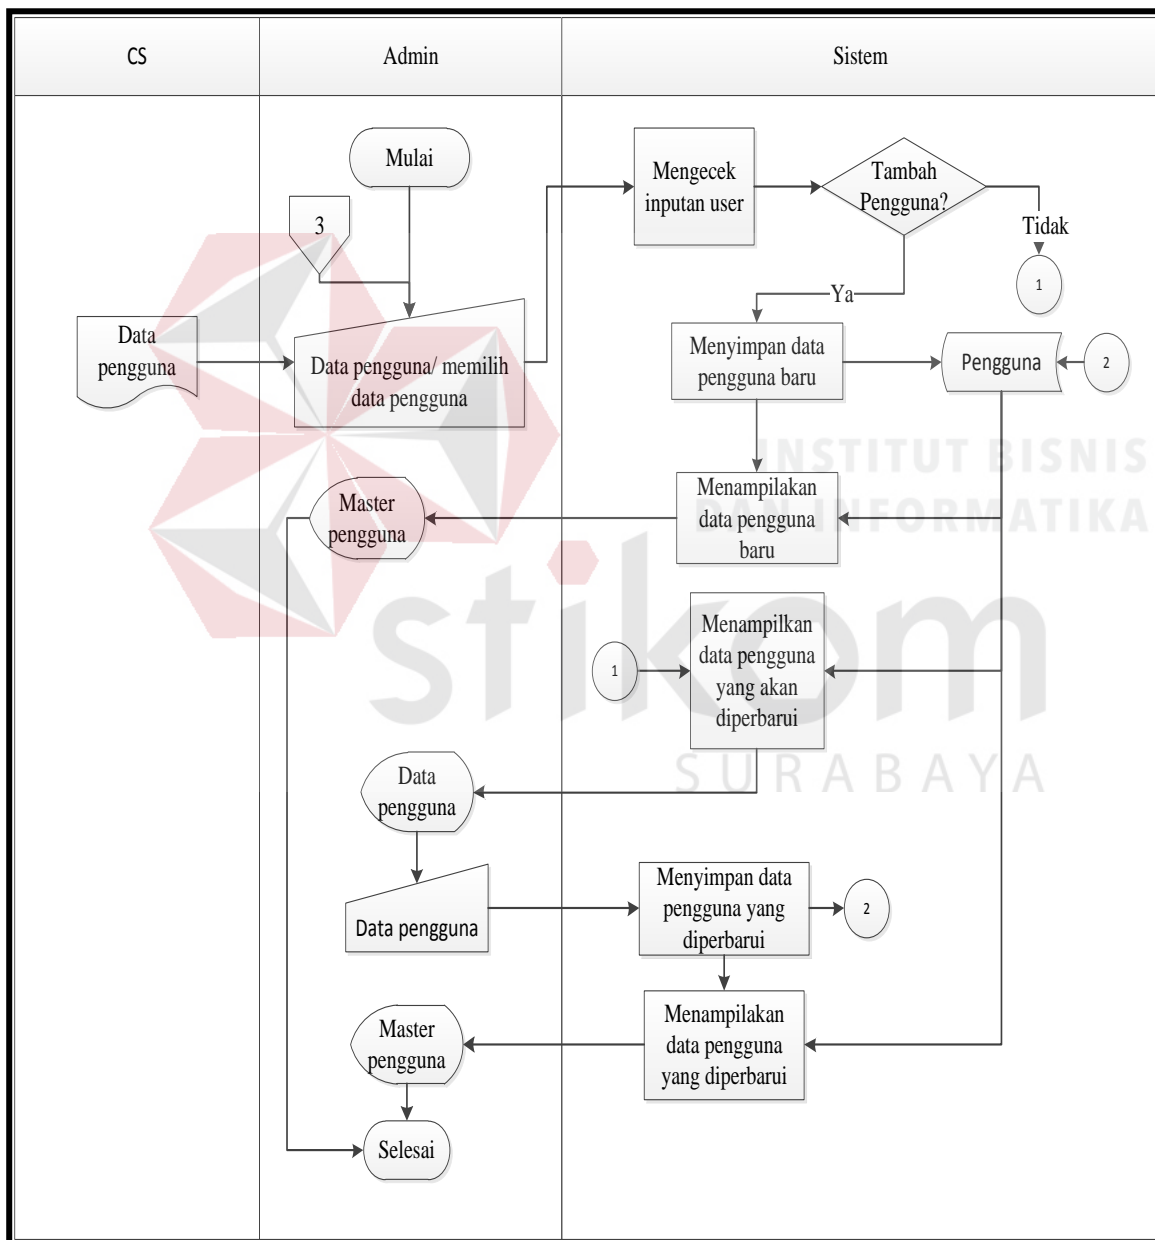 CS
Admin
Sistem
Mulai
3
Data
pengguna
Data pengguna/ memilih
data pengguna
Mengecek
inputan user
Tambah
Pengguna?
Tidak
1
Ya
Menyimpan data
pengguna baru
Pengguna
2
Menampilakan
data pengguna
baru
Master
pengguna
1
Menampilkan
data pengguna
yang akan
diperbarui
Data
pengguna
Data pengguna
Menyimpan data
pengguna yang
diperbarui
2
Menampilakan
data pengguna
yang diperbarui
Master
pengguna
Selesai
INSTITUT BISNIS
DAN INFORMATIKA
stikom
SURABAYA